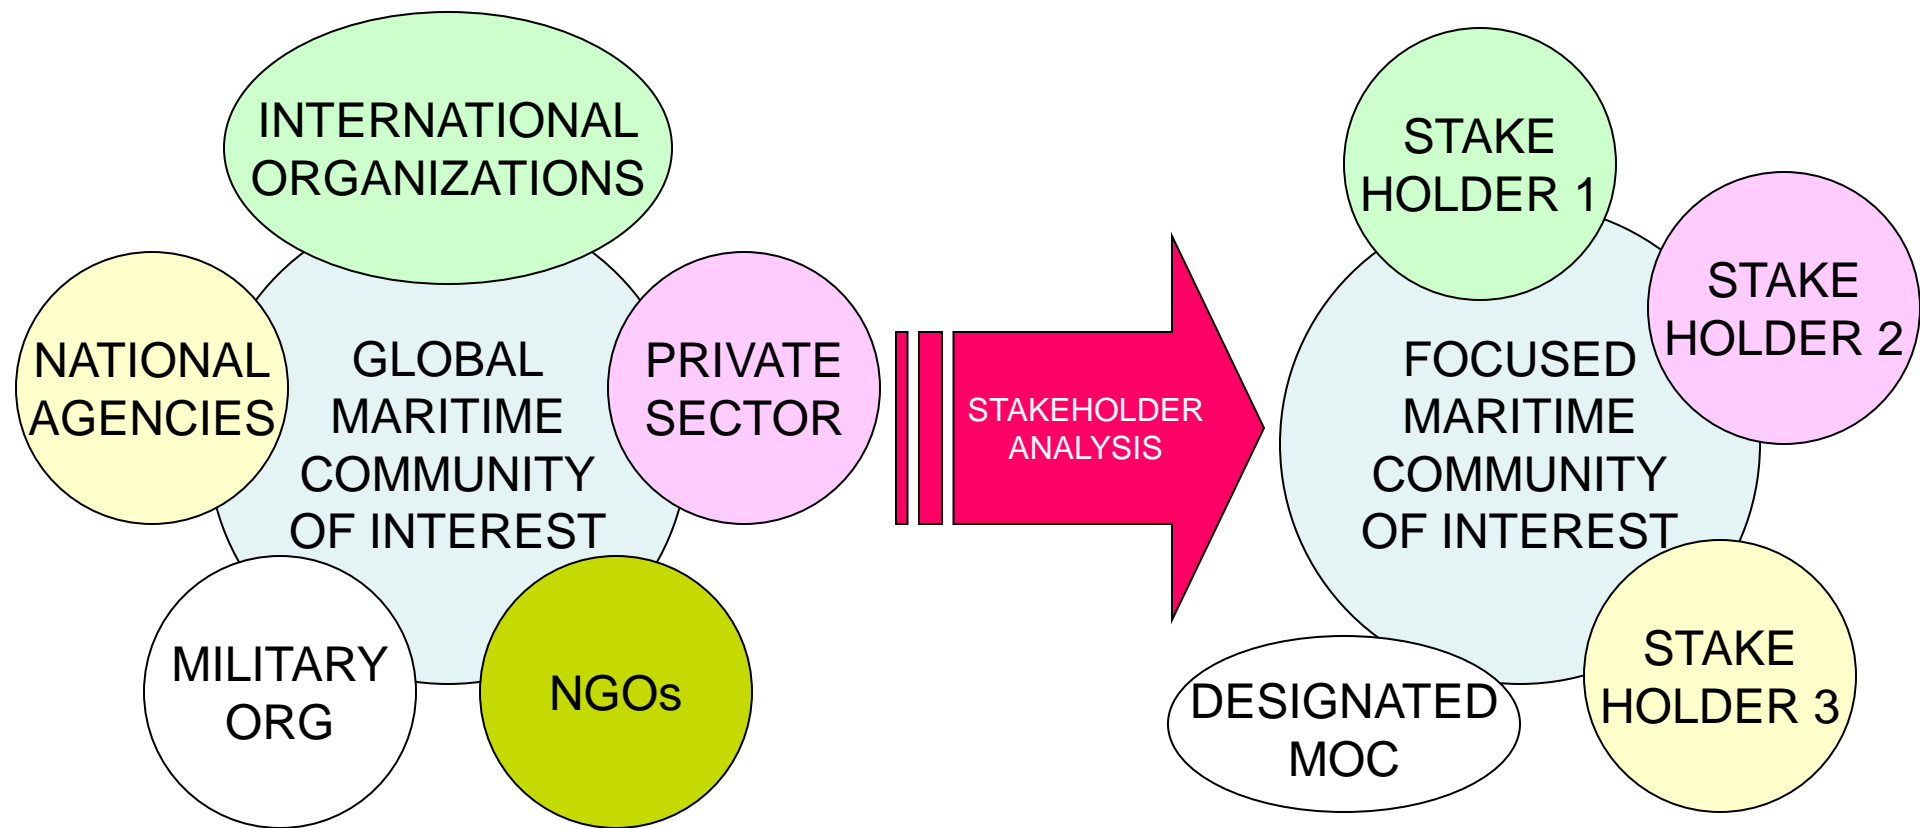 INTERNATIONAL
ORGANIZATIONS
NATIONAL
AGENCIES
GLOBAL
MARITIME
COMMUNITY
OF INTEREST
PRIVATE
SECTOR
MILITARY
ORG
NGOs
STAKEHOLDER
ANALYSIS
STAKE
HOLDER 1
STAKE
HOLDER 2
FOCUSED
MARITIME
COMMUNITY
OF INTEREST
STAKE
HOLDER 3
DESIGNATED
MOC